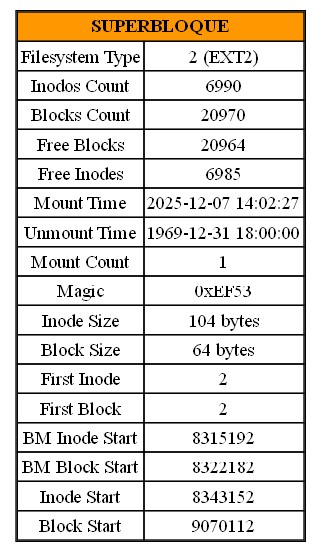 SUPERBLOQUE
Filesystem Type 2 (EXT2)
Inodos Count 6990
Blocks Count 20970
Free Blocks 20964
Free Inodes 6985
Mount Time 2025-12-07 14:02:27
Unmount Time 1969-12-31 18:00:00
Mount Count 1
Magic 0xEF53
Inode Size 104 bytes
Block Size 64 bytes
First Inode 2
First Block 2
BM Inode Start 8315192
BM Block Start 8322182
Inode Start 8343152
Block Start 9070112